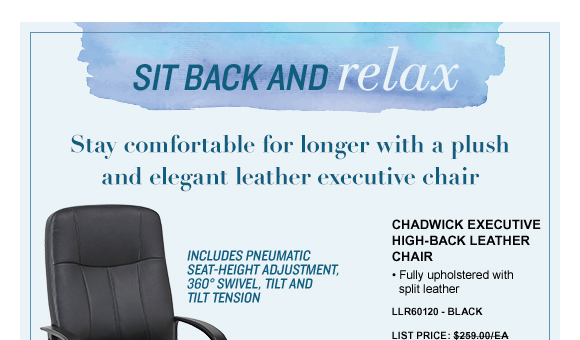 SIT BACK AND relax
Stay comfortable for longer with a plush
and elegant leather executive chair
INCLUDES PNEUMATIC
SEAT-HEIGHT ADJUSTMENT,
360° SWIVEL, TILT AND
TILT TENSION
CHADWICK EXECUTIVE
HIGH-BACK LEATHER
CHAIR
• Fully upholstered with
split leather
LLR60120 - BLACK
LIST PRICE: $259.00/EA